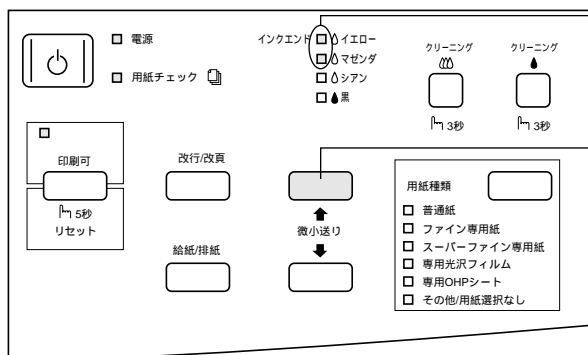 電源
用紙チェック
インクエンド
イエロー
マゼンダ
シアン
黒
クリーニング
3秒
クリーニング
3秒
印刷可
5秒
リセット
改行/改頁
給紙/排紙
微小送り
用紙種類
普通紙
ファイン専用紙
スーパーファイン専用紙
専用光沢フィルム
専用OHPシート
その他/用紙選択なし